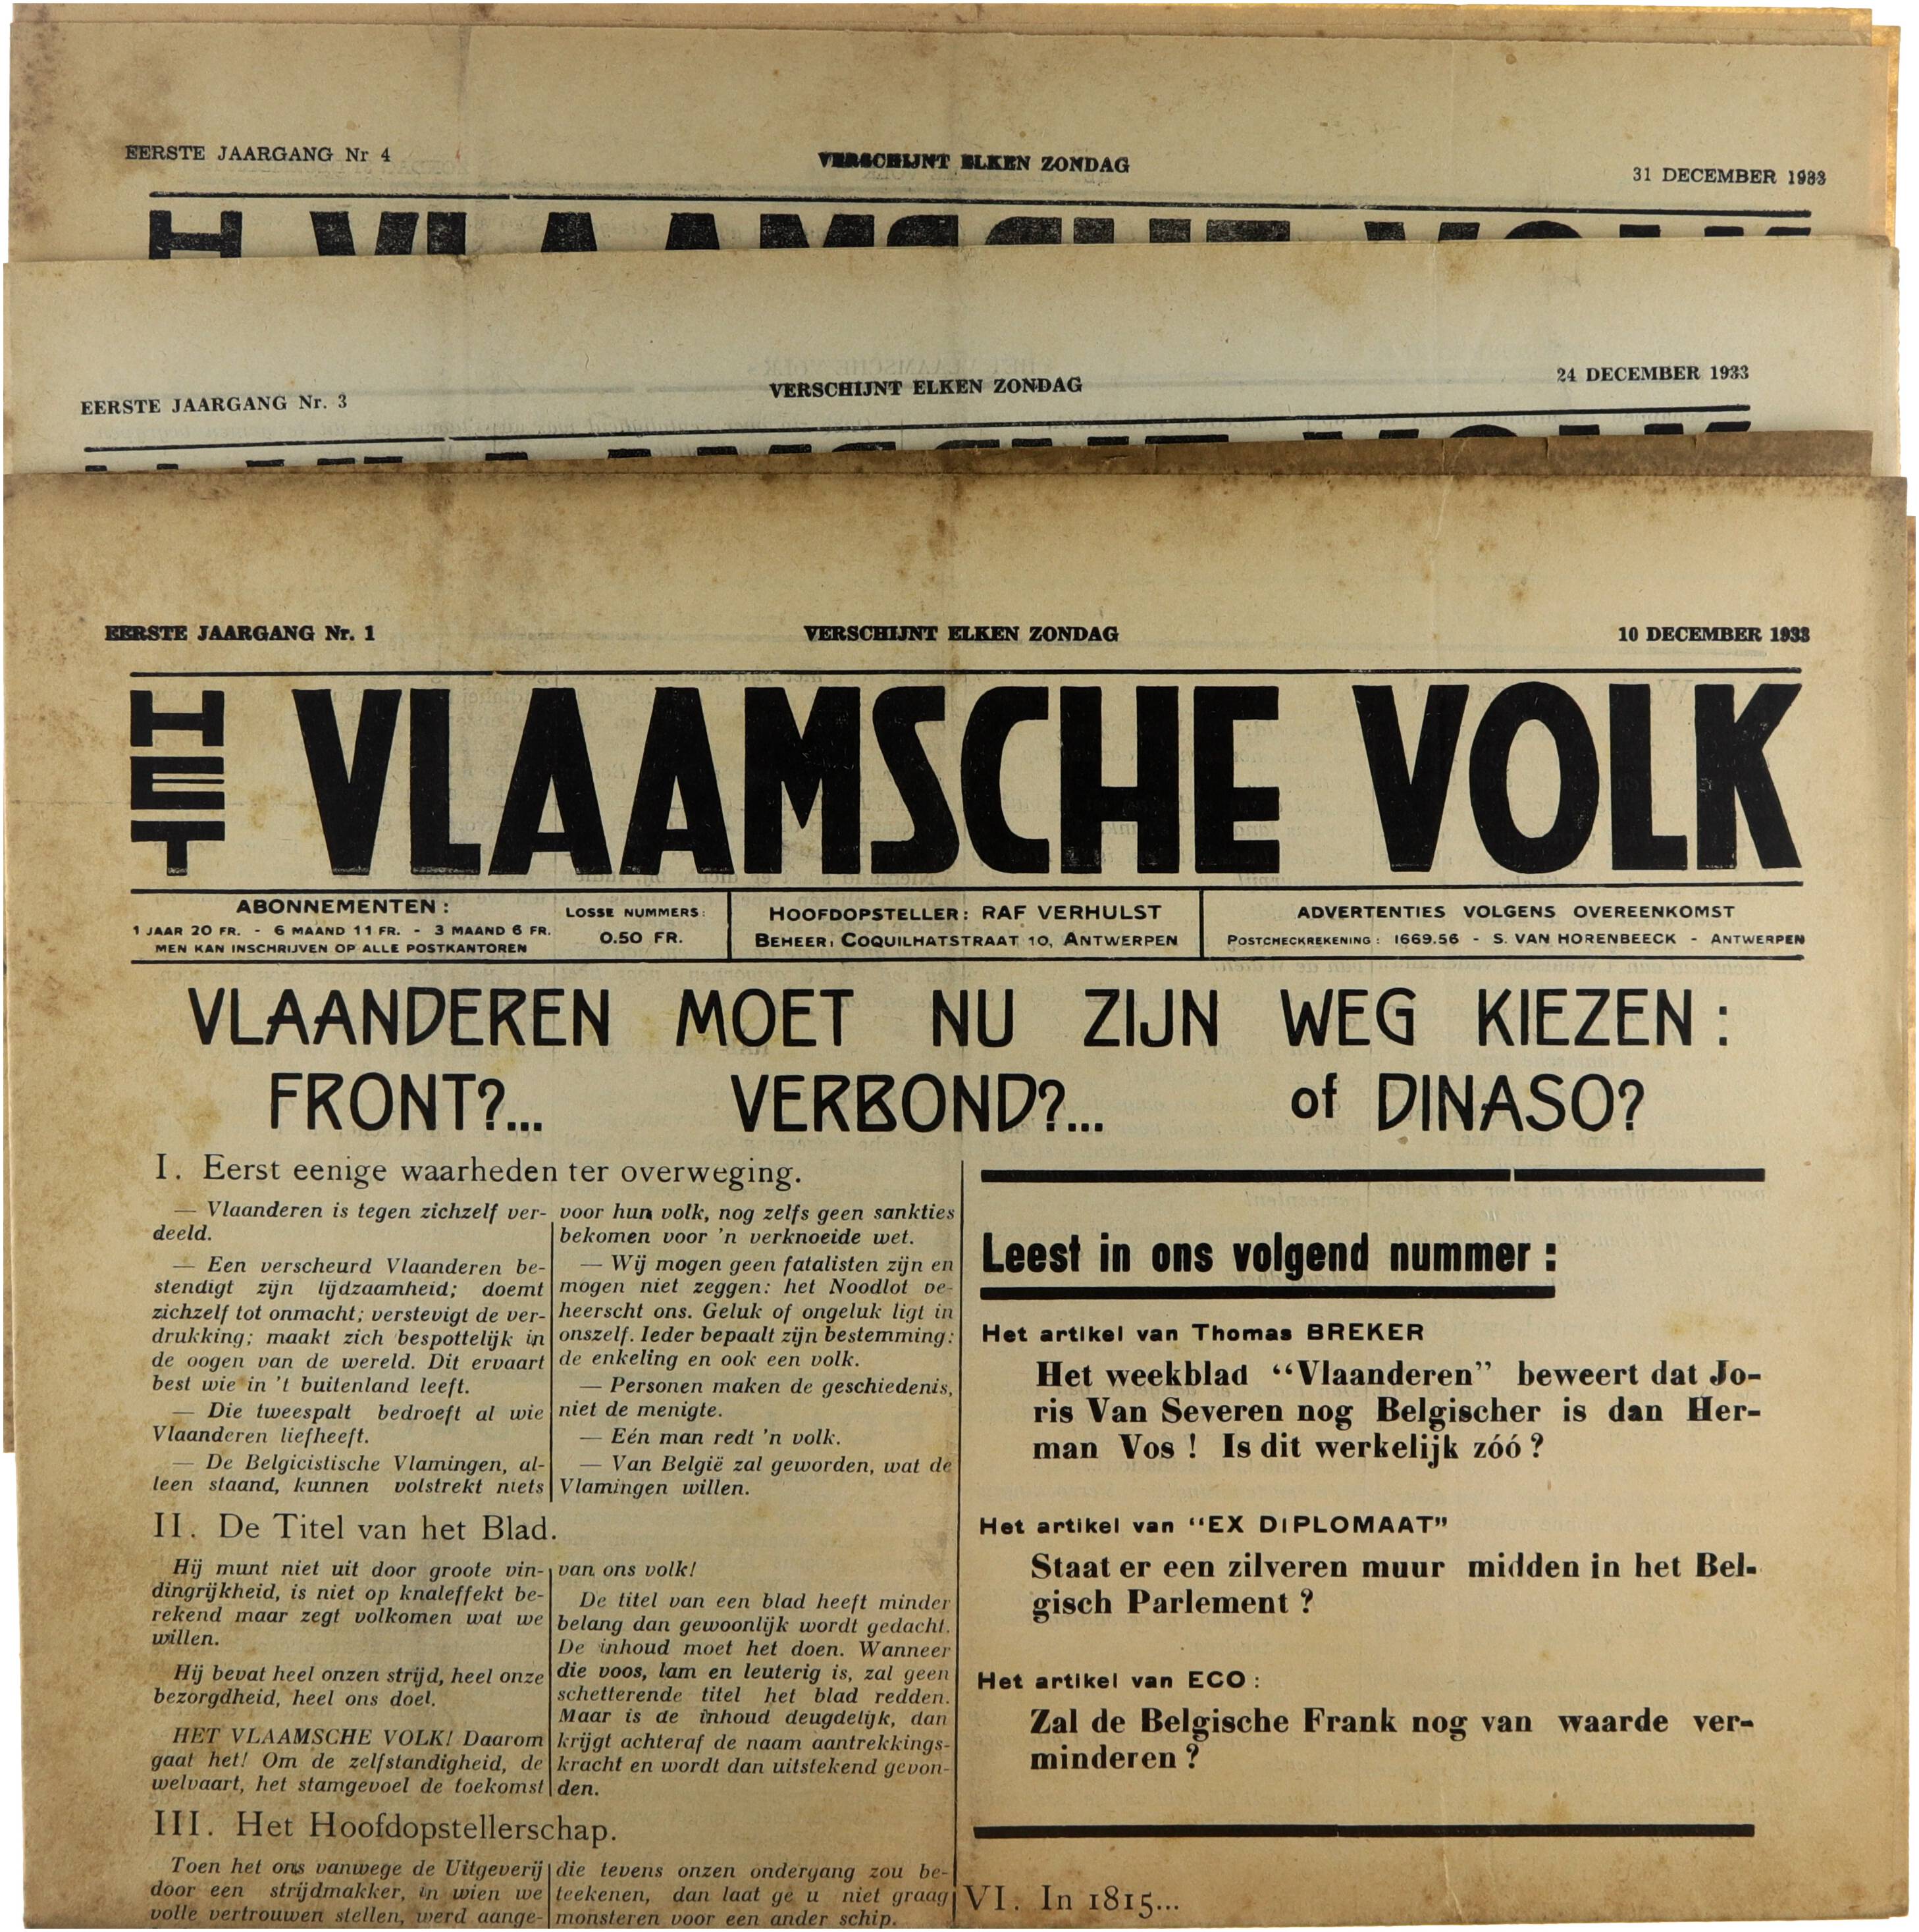 EERSTE JAARGANG Nr 4
VERSCHIJNT ELKEN ZONDAG
31 DECEMBER 1933
EERSTE JAARGANG Nr. 3
VERSCHIJNT ELKEN ZONDAG
24 DECEMBER 1933
EERSTE JAARGANG Nr. 1
VERSCHIJNT ELKEN ZONDAG
10 DECEMBER 1933
HET VLAAMSCHE VOLK
ABONNEMENTEN :
1 JAAR 20 FR. - 6 MAAND 11 FR. - 3 MAAND 6 FR.
MEN KAN INSCHRIJVEN OP ALLE POSTKANTOREN
LOSSE NUMMERS:
0.50 FR.
HOOFDOPSTELLER: RAF VERHULST
BEHEER: COQUILHATSTRAAT 10, ANTWERPEN
ADVERTENTIES VOLGENS OVEREENKOMST
POSTCHECKREKENING : 1669.56 - S. VAN HORENBEECK - ANTWERPEN
VLAANDEREN MOET NU ZIJN WEG KIEZEN :
FRONT?... VERBOND?... of DINASO?
I. Eerst eenige waarheden ter overweging.
— Vlaanderen is tegen zichzelf ver-
deeld.
— Een verscheurd Vlaanderen be-
stendigt zijn lijdzaamheid; doemt
zichzelf tot onmacht; verstevigt de ver-
drukking; maakt zich bespottelijk in
de oogen van de wereld. Dit ervaart
best wie in 't buitenland leeft.
— Die tweespalt bedroeft al wie
Vlaanderen liefheeft.
— De Belgicistische Vlamingen, al-
leen staand, kunnen volstrekt niets
voor hun volk, nog zelfs geen sankties
bekomen voor 'n verknoeide wet.
— Wij mogen geen fatalisten zijn en
mogen niet zeggen: het Noodlot be-
heerscht ons. Geluk of ongeluk ligt in
onszelf. Ieder bepaalt zijn bestemming:
de enkeling en ook een volk.
— Personen maken de geschiedenis,
niet de menigte.
— Eén man redt 'n volk.
— Van België zal geworden, wat de
Vlamingen willen.
II. De Titel van het Blad.
Hij munt niet uit door groote vin-
dingrijkheid, is niet op knaleffekt be-
rekend maar zegt volkomen wat we
willen.
Hij bevat heel onzen strijd, heel onze
bezorgdheid, heel ons doel.
HET VLAAMSCHE VOLK! Daarom
gaat het! Om de zelfstandigheid, de
welvaart, het stamgevoel de toekomst
van ons volk!
De titel van een blad heeft minder
belang dan gewoonlijk wordt gedacht.
De inhoud moet het doen. Wanneer
die voos, lam en leuterig is, zal geen
schetterende titel het blad redden.
Maar is de inhoud deugdelijk, dan
krijgt achteraf de naam aantrekkings-
kracht en wordt dan uitstekend gevon-
den.
III. Het Hoofdopstellerschap.
Toen het ons vanwege de Uitgeverij
door een strijdmakker, in wien we
volle vertrouwen stellen, werd aange-
die tevens onzen ondergang zou be-
teekenen, dan laat ge u niet graag
monsteren voor een ander schip.
Leest in ons volgend nummer :
Het artikel van Thomas BREKER
Het weekblad “Vlaanderen” beweert dat Jo-
ris Van Severen nog Belgischer is dan Her-
man Vos ! Is dit werkelijk zóó ?
Het artikel van “EX DIPLOMAAT”
Staat er een zilveren muur midden in het Bel-
gisch Parlement ?
Het artikel van ECO :
Zal de Belgische Frank nog van waarde ver-
minderen ?
VI. In 1815...